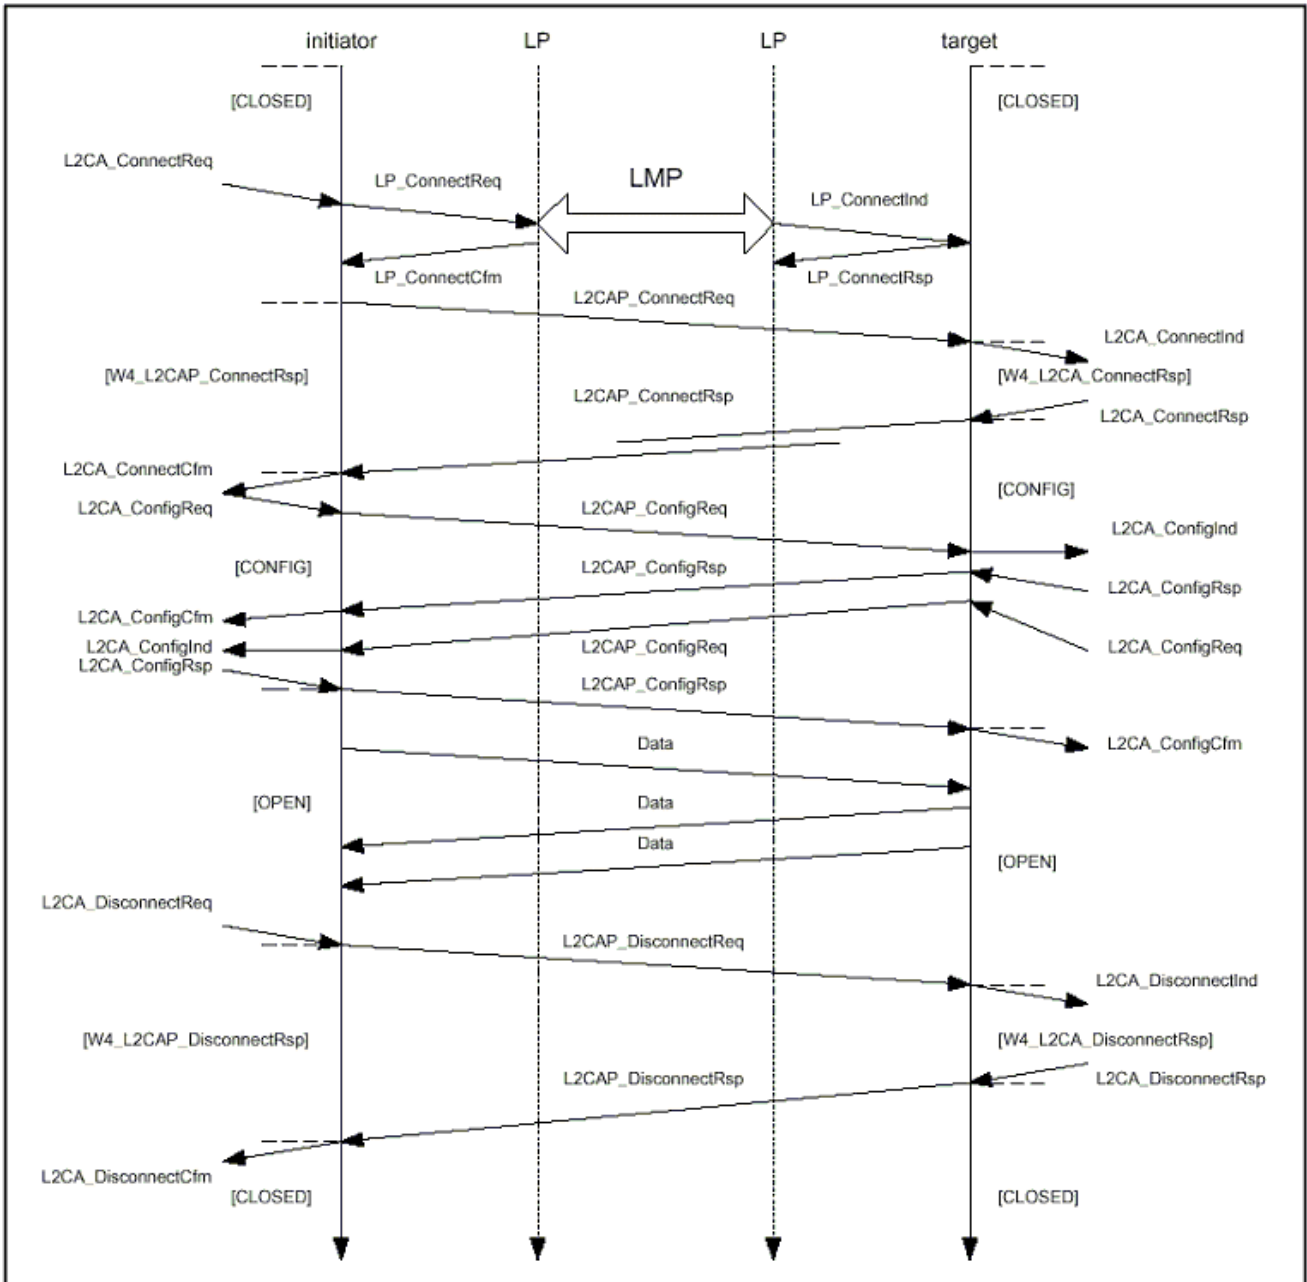 initiator LP LP target
[CLOSED] [CLOSED]
L2CA_ConnectReq
LP_ConnectReq LMP LP_ConnectInd
LP_ConnectCfm LP_ConnectRsp
L2CAP_ConnectReq
L2CA_ConnectInd
[W4_L2CAP_ConnectRsp] [W4_L2CA_ConnectRsp]
L2CAP_ConnectRsp
L2CA_ConnectRsp
L2CA_ConnectCfm
[CONFIG]
L2CA_ConfigReq L2CAP_ConfigReq
L2CA_ConfigInd
[CONFIG] L2CAP_ConfigRsp
L2CA_ConfigRsp
L2CA_ConfigCfm
L2CA_ConfigInd L2CAP_ConfigReq L2CA_ConfigReq
L2CA_ConfigRsp
L2CAP_ConfigRsp
Data L2CA_ConfigCfm
[OPEN] Data
Data
[OPEN]
L2CA_DisconnectReq
L2CAP_DisconnectReq
L2CA_DisconnectInd
[W4_L2CAP_DisconnectRsp] [W4_L2CA_DisconnectRsp]
L2CAP_DisconnectRsp L2CA_DisconnectRsp
L2CA_DisconnectCfm
[CLOSED] [CLOSED]